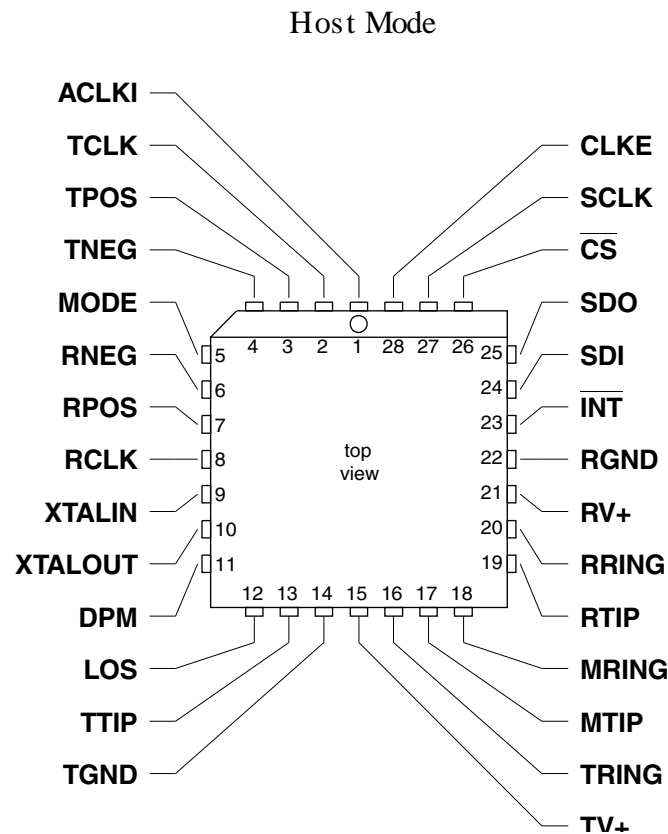 Host Mode
ACLKI
TCLK
TPOS
TNEG
MODE
RNEG
RPOS
RCLK
XTALIN
XTALOUT
DPM
LOS
TTIP
TGND
4 3 2 1 28 27 26
5
6
7
8
9
10
11
top
view
25
24
23
22
21
20
19
12 13 14 15 16 17 18
CLKE
SCLK
C̅S̅
SDO
SDI
I̅N̅T̅
RGND
RV+
RRING
RTIP
MRING
MTIP
TRING
TV+